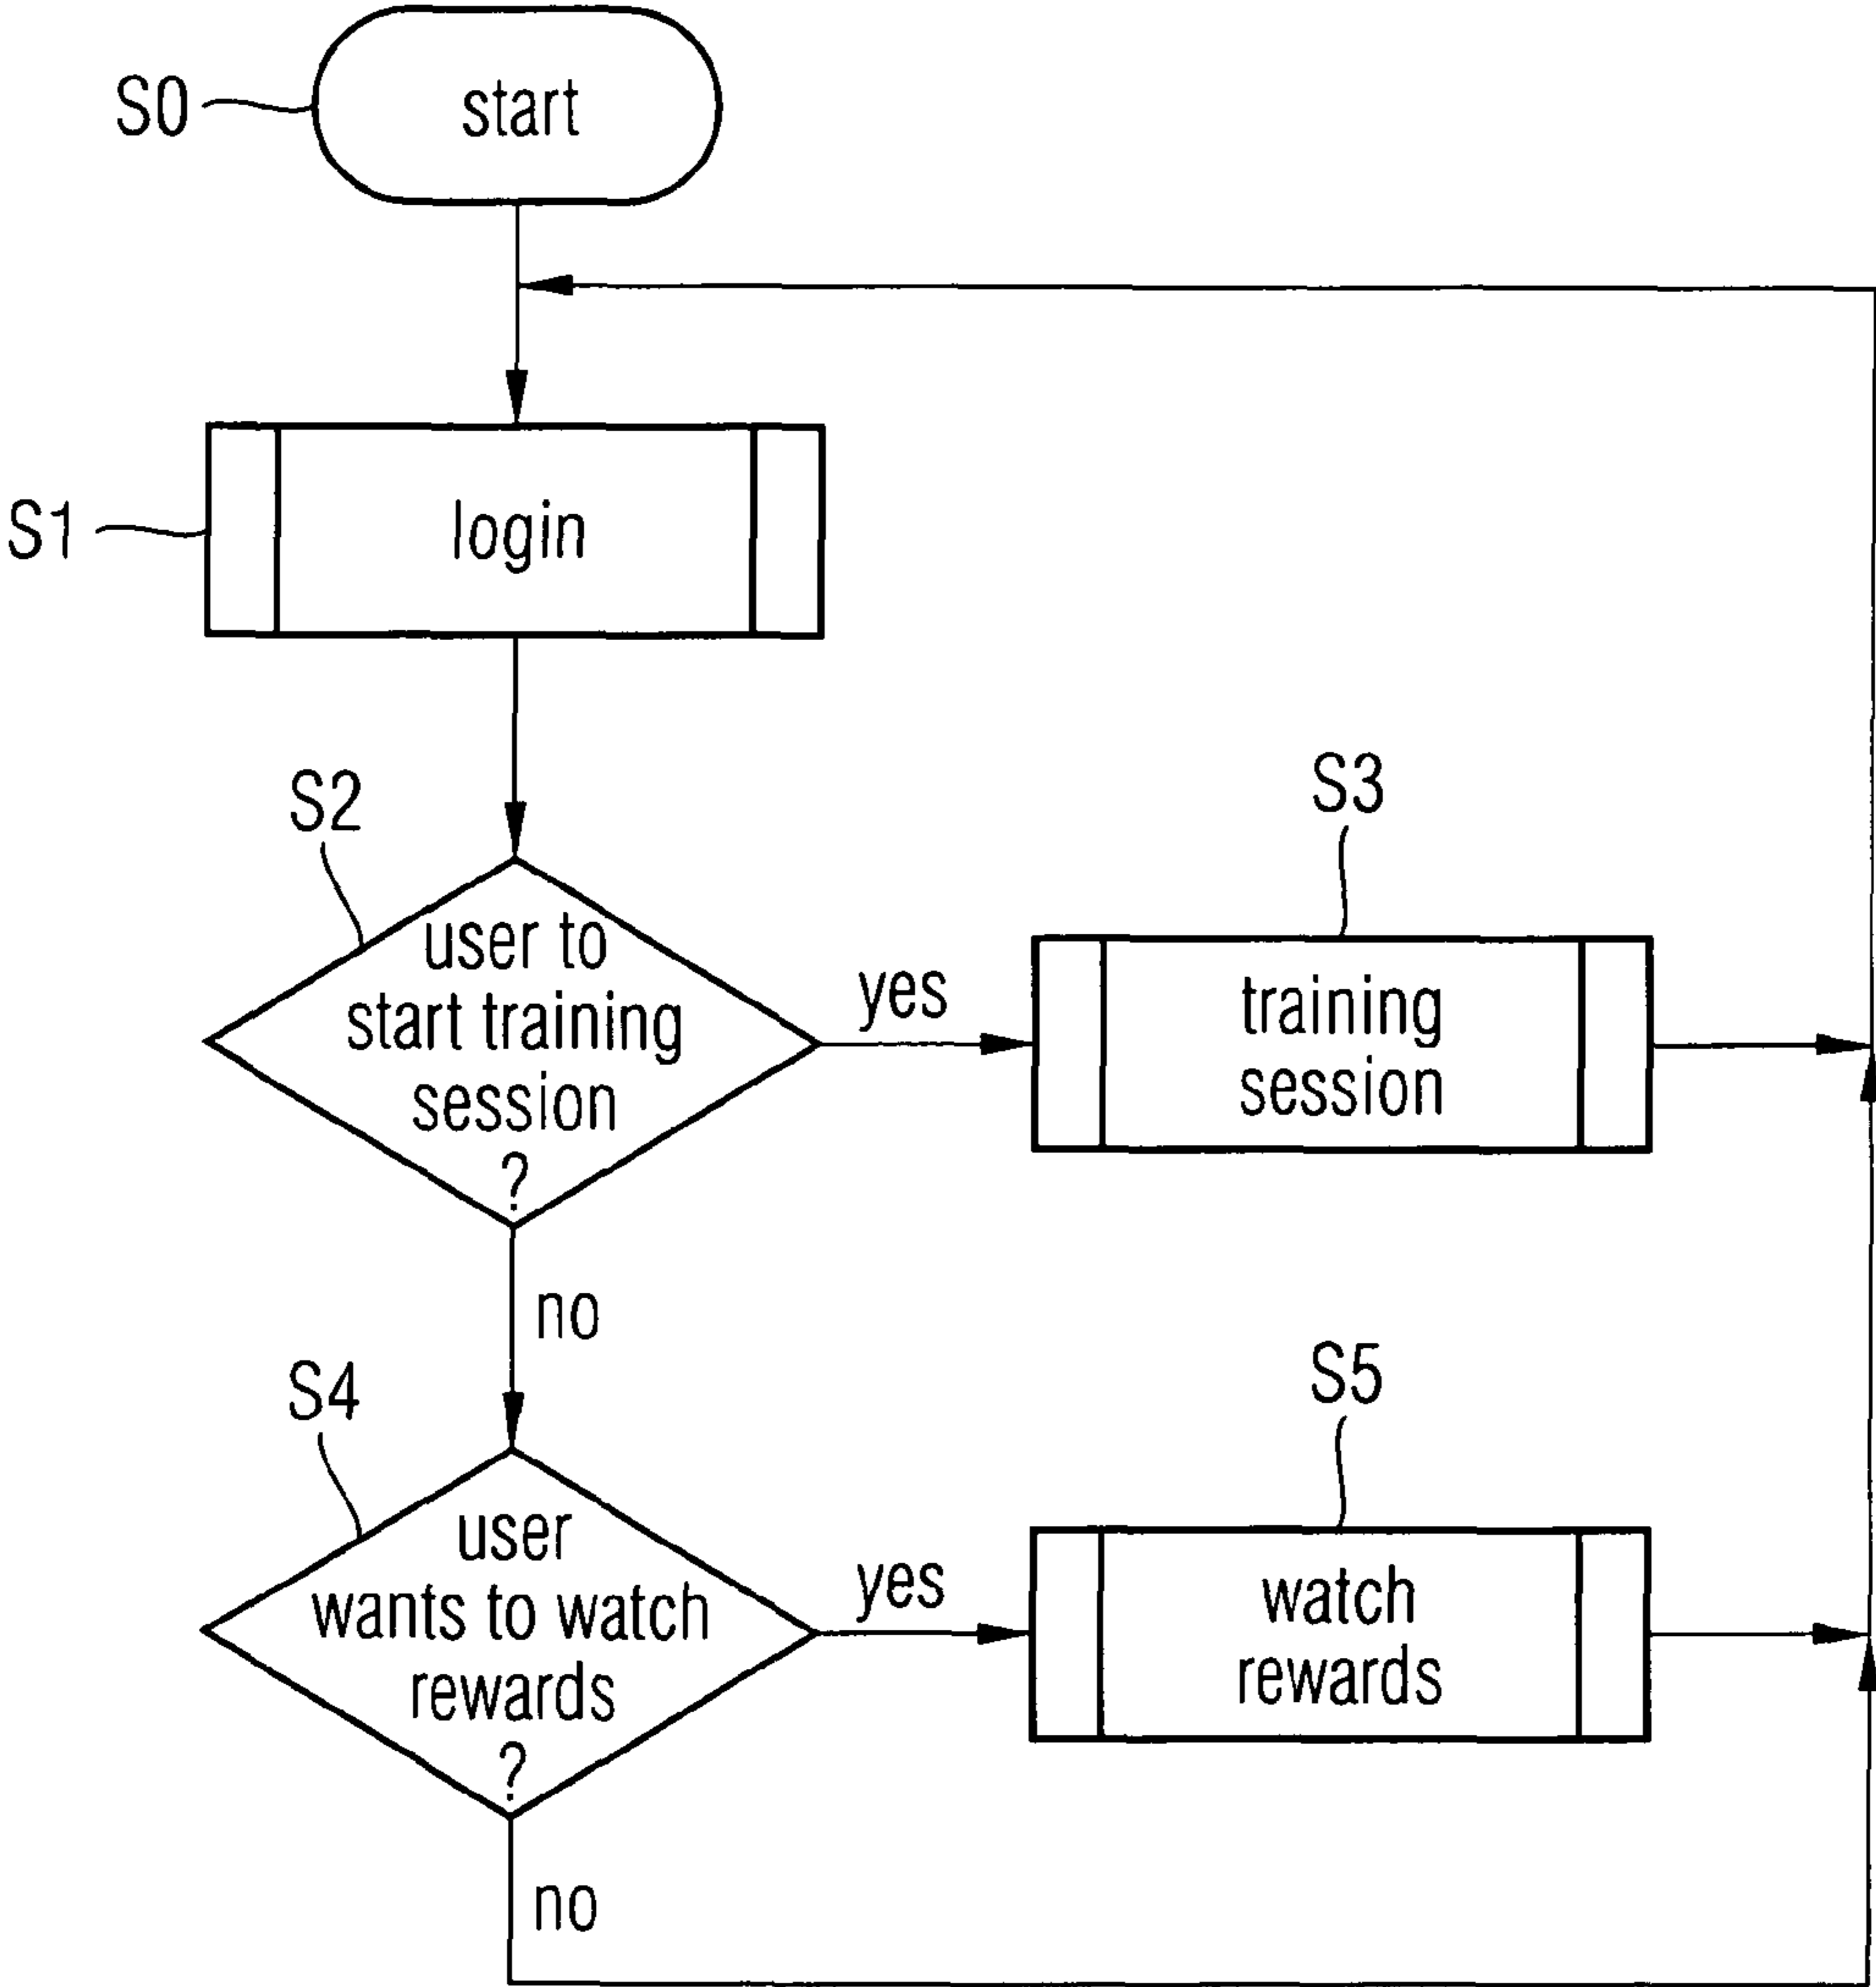 S0
start
S1
login
S2
user to
start training
session
?
yes
S3
training
session
no
S4
user
wants to watch
rewards
?
yes
S5
watch
rewards
no